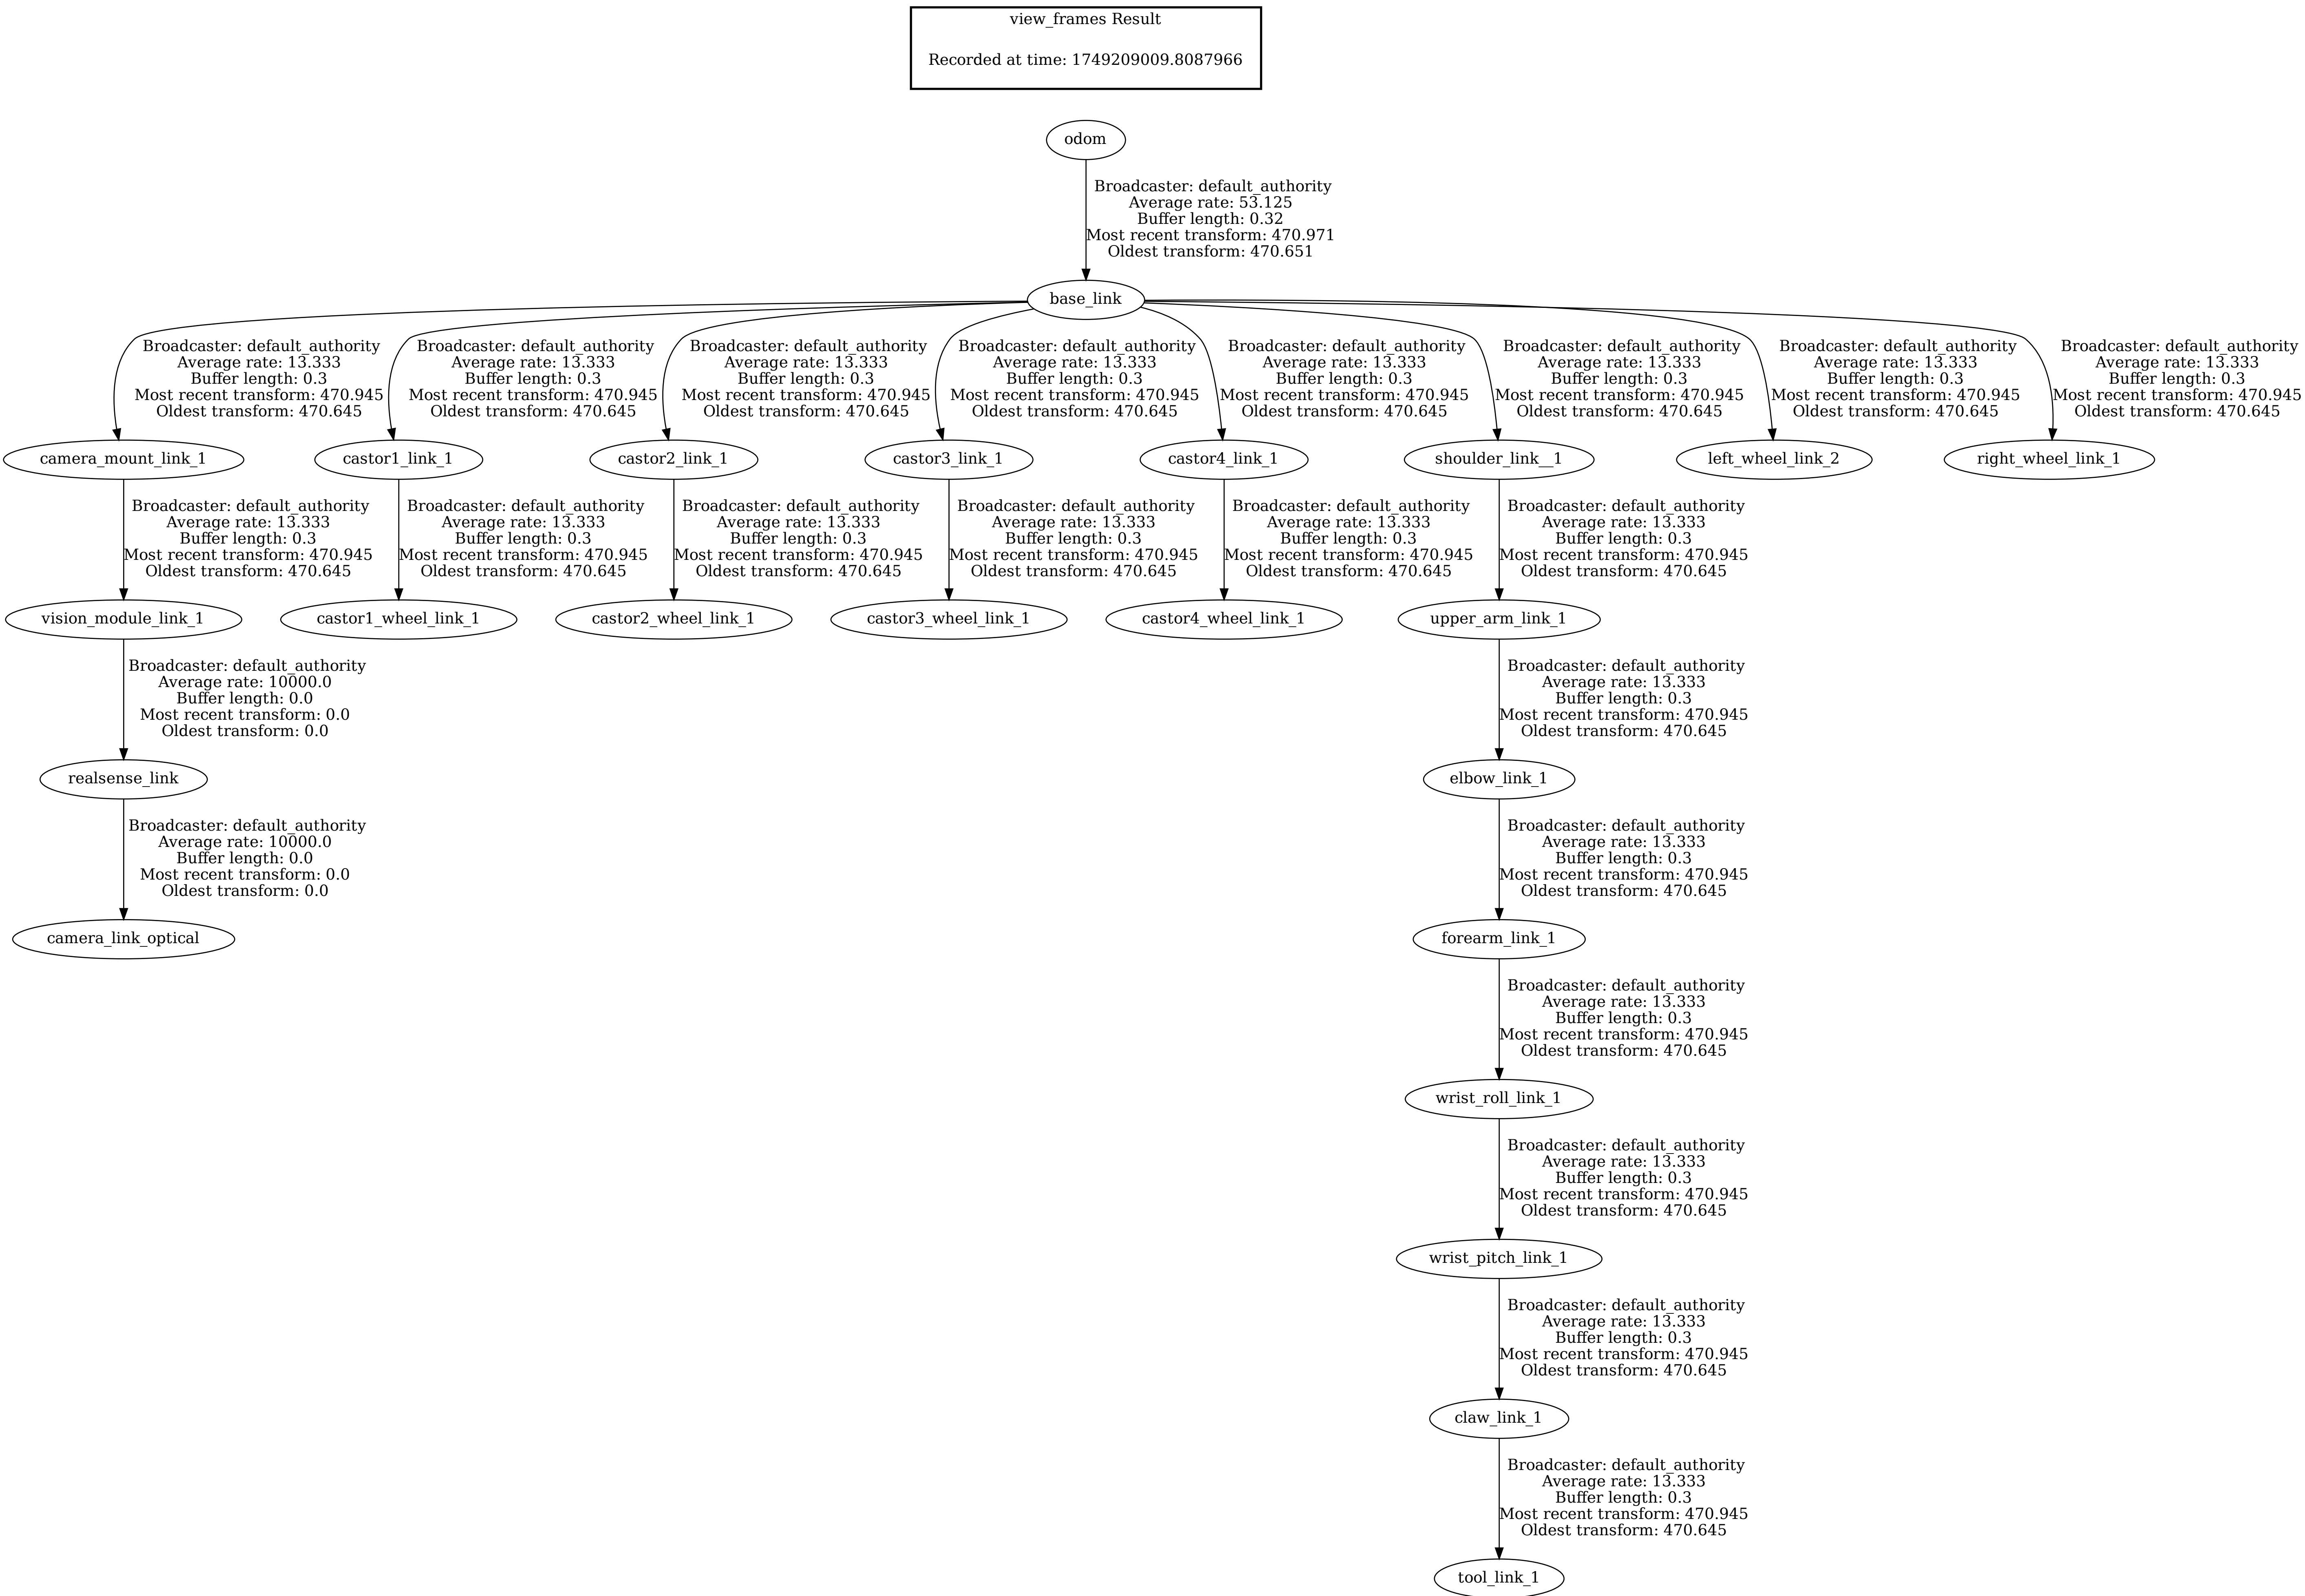 view_frames Result
Recorded at time: 1749209009.8087966
odom
Broadcaster: default_authority
Average rate: 53.125
Buffer length: 0.32
Most recent transform: 470.971
Oldest transform: 470.651
base_link
Broadcaster: default_authority
Average rate: 13.333
Buffer length: 0.3
Most recent transform: 470.945
Oldest transform: 470.645
Broadcaster: default_authority
Average rate: 13.333
Buffer length: 0.3
Most recent transform: 470.945
Oldest transform: 470.645
Broadcaster: default_authority
Average rate: 13.333
Buffer length: 0.3
Most recent transform: 470.945
Oldest transform: 470.645
Broadcaster: default_authority
Average rate: 13.333
Buffer length: 0.3
Most recent transform: 470.945
Oldest transform: 470.645
Broadcaster: default_authority
Average rate: 13.333
Buffer length: 0.3
Most recent transform: 470.945
Oldest transform: 470.645
Broadcaster: default_authority
Average rate: 13.333
Buffer length: 0.3
Most recent transform: 470.945
Oldest transform: 470.645
Broadcaster: default_authority
Average rate: 13.333
Buffer length: 0.3
Most recent transform: 470.945
Oldest transform: 470.645
Broadcaster: default_authority
Average rate: 13.333
Buffer length: 0.3
Most recent transform: 470.945
Oldest transform: 470.645
camera_mount_link_1
castor1_link_1
castor2_link_1
castor3_link_1
castor4_link_1
shoulder_link__1
left_wheel_link_2
right_wheel_link_1
Broadcaster: default_authority
Average rate: 13.333
Buffer length: 0.3
Most recent transform: 470.945
Oldest transform: 470.645
Broadcaster: default_authority
Average rate: 13.333
Buffer length: 0.3
Most recent transform: 470.945
Oldest transform: 470.645
Broadcaster: default_authority
Average rate: 13.333
Buffer length: 0.3
Most recent transform: 470.945
Oldest transform: 470.645
Broadcaster: default_authority
Average rate: 13.333
Buffer length: 0.3
Most recent transform: 470.945
Oldest transform: 470.645
Broadcaster: default_authority
Average rate: 13.333
Buffer length: 0.3
Most recent transform: 470.945
Oldest transform: 470.645
Broadcaster: default_authority
Average rate: 13.333
Buffer length: 0.3
Most recent transform: 470.945
Oldest transform: 470.645
vision_module_link_1
castor1_wheel_link_1
castor2_wheel_link_1
castor3_wheel_link_1
castor4_wheel_link_1
upper_arm_link_1
Broadcaster: default_authority
Average rate: 10000.0
Buffer length: 0.0
Most recent transform: 0.0
Oldest transform: 0.0
Broadcaster: default_authority
Average rate: 13.333
Buffer length: 0.3
Most recent transform: 470.945
Oldest transform: 470.645
realsense_link
elbow_link_1
Broadcaster: default_authority
Average rate: 10000.0
Buffer length: 0.0
Most recent transform: 0.0
Oldest transform: 0.0
Broadcaster: default_authority
Average rate: 13.333
Buffer length: 0.3
Most recent transform: 470.945
Oldest transform: 470.645
camera_link_optical
forearm_link_1
Broadcaster: default_authority
Average rate: 13.333
Buffer length: 0.3
Most recent transform: 470.945
Oldest transform: 470.645
wrist_roll_link_1
Broadcaster: default_authority
Average rate: 13.333
Buffer length: 0.3
Most recent transform: 470.945
Oldest transform: 470.645
wrist_pitch_link_1
Broadcaster: default_authority
Average rate: 13.333
Buffer length: 0.3
Most recent transform: 470.945
Oldest transform: 470.645
claw_link_1
Broadcaster: default_authority
Average rate: 13.333
Buffer length: 0.3
Most recent transform: 470.945
Oldest transform: 470.645
tool_link_1